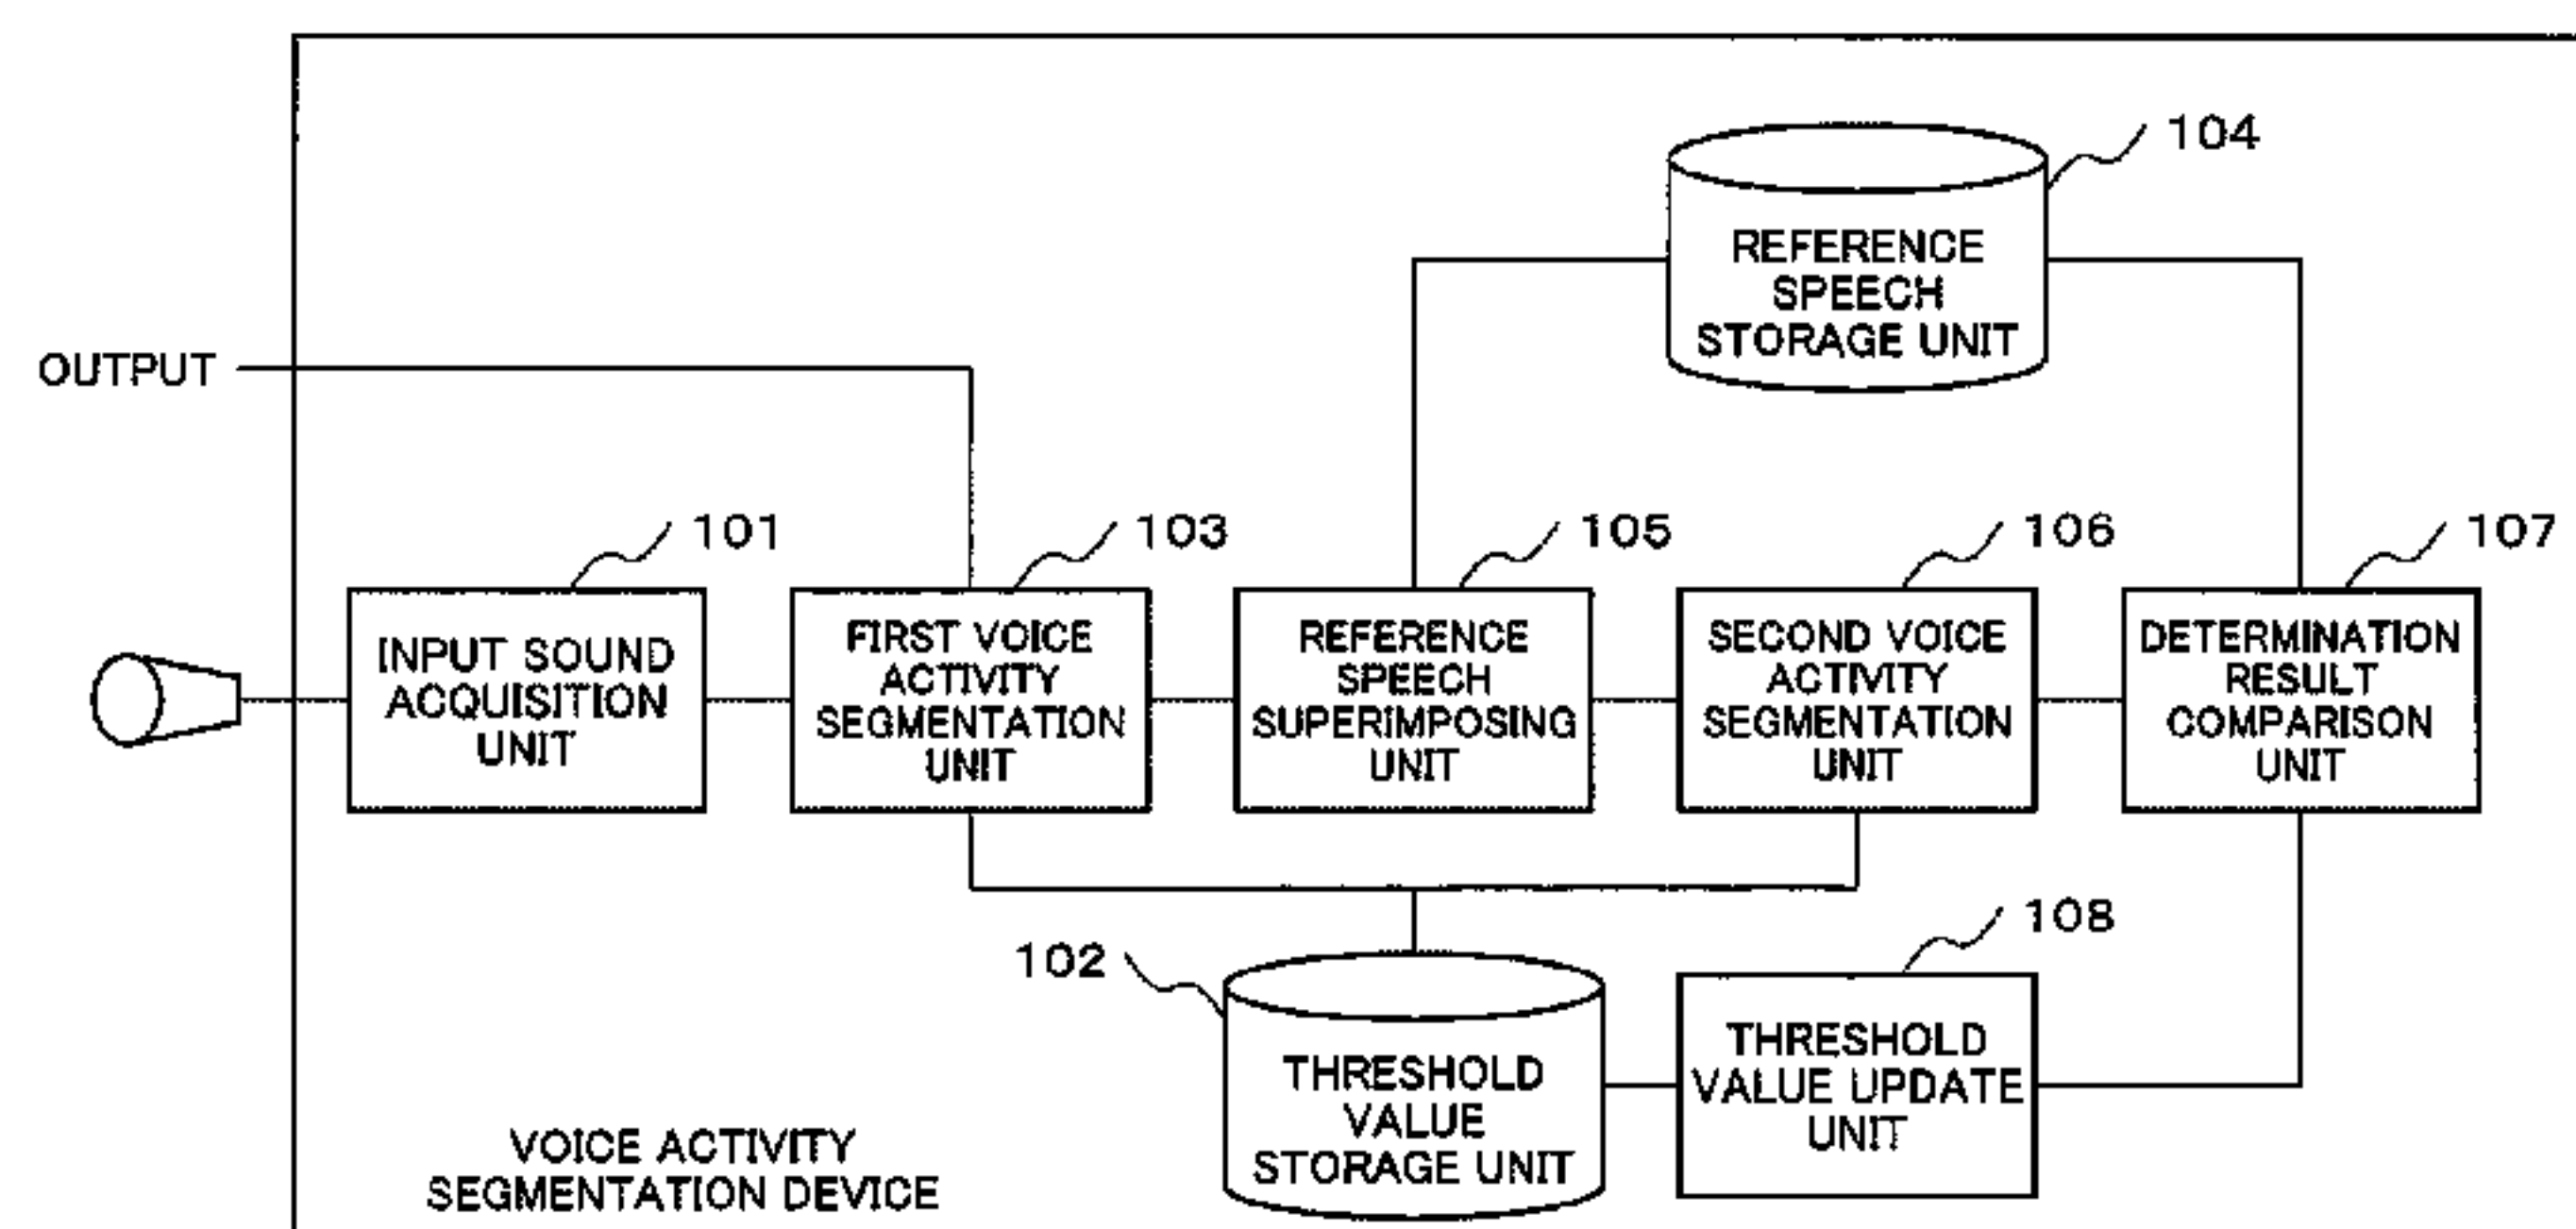 104
REFERENCE
SPEECH
STORAGE UNIT
OUTPUT
101
103
105
106
107
INPUT SOUND
ACQUISITION
UNIT
FIRST VOICE
ACTIVITY
SEGMENTATION
UNIT
REFERENCE
SPEECH
SUPERIMPOSING
UNIT
SECOND VOICE
ACTIVITY
SEGMENTATION
UNIT
DETERMINATION
RESULT
COMPARISON
UNIT
102
108
THRESHOLD
VALUE
STORAGE UNIT
THRESHOLD
VALUE UPDATE
UNIT
VOICE ACTIVITY
SEGMENTATION DEVICE